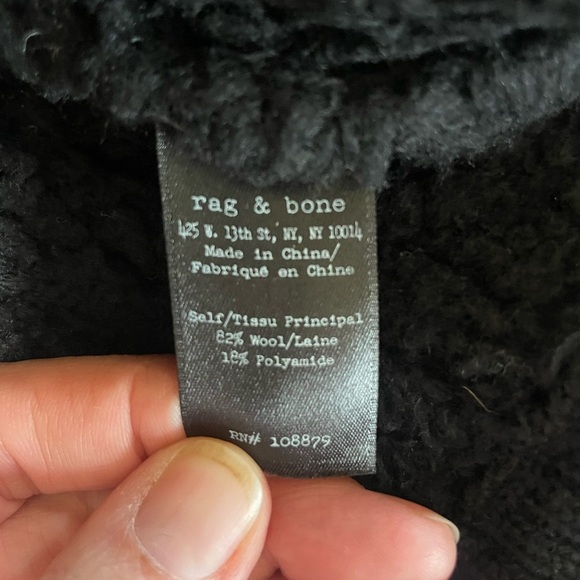 rag & bone
425 W. 13th St, NY, NY 10014
Made in China/
Fabriqué en Chine
Self/Tissu Principal
82% Wool/Laine
18% Polyamide
RN# 108879